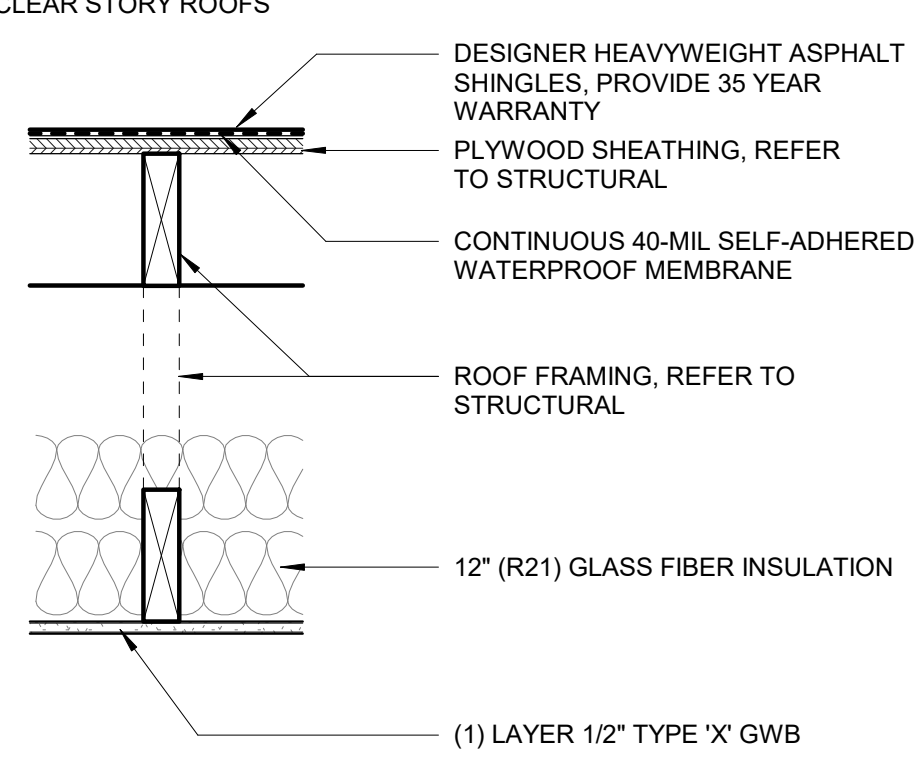 CLEAR STORY ROOFS
DESIGNER HEAVYWEIGHT ASPHALT
SHINGLES, PROVIDE 35 YEAR
WARRANTY
PLYWOOD SHEATHING, REFER
TO STRUCTURAL
CONTINUOUS 40-MIL SELF-ADHERED
WATERPROOF MEMBRANE
ROOF FRAMING, REFER TO
STRUCTURAL
12" (R21) GLASS FIBER INSULATION
(1) LAYER 1/2" TYPE 'X' GWB